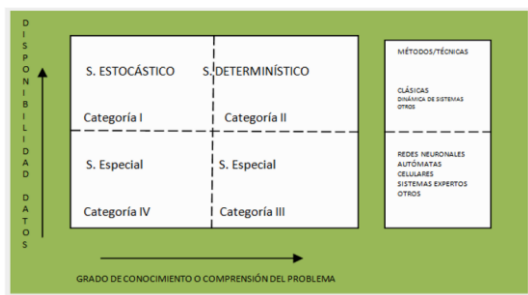 DISPONIBILIDAD DATOS
S. ESTOCÁSTICO
S. DETERMINÍSTICO
Categoría I
Categoría II
S. Especial
S. Especial
Categoría IV
Categoría III
MÉTODOS/TÉCNICAS
CLÁSICAS
DINÁMICA DE SISTEMAS
OTROS
REDES NEURONALES
AUTÓMATAS
CELULARES
SISTEMAS EXPERTOS
OTROS
GRADO DE CONOCIMIENTO O COMPRENSIÓN DEL PROBLEMA